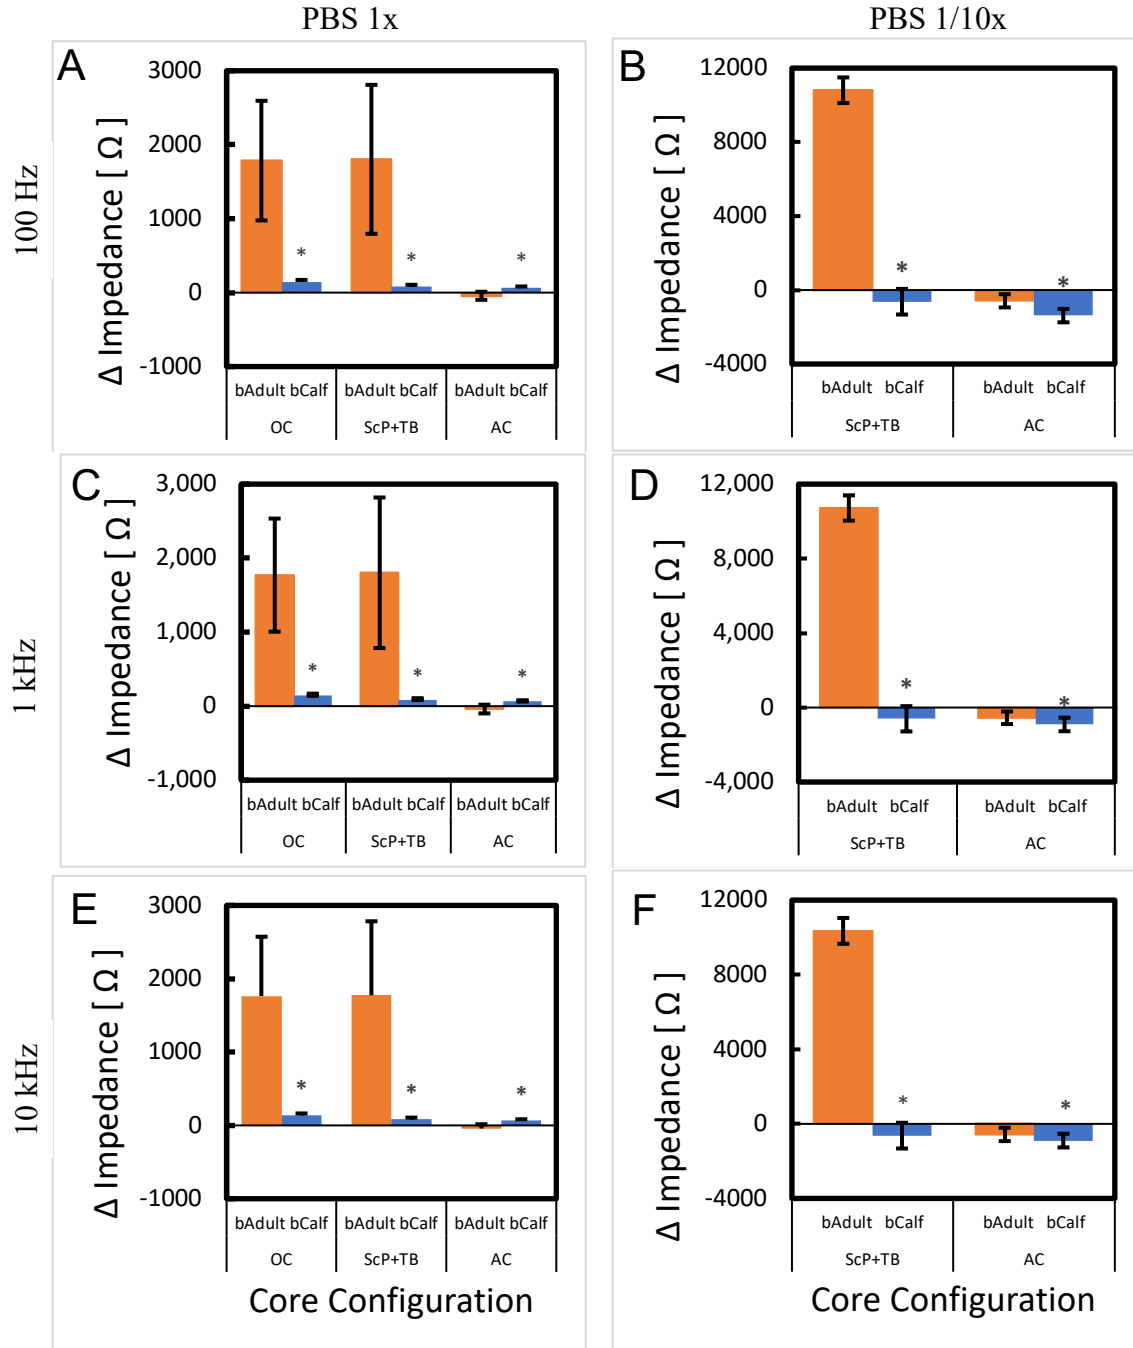 PBS 1x
PBS 1/10x
100 Hz
A
Δ Impedance [ Ω ]
3000
2000
1000
0
-1000
*
*
*
bAdult bCalf bAdult bCalf bAdult bCalf
OC ScP+TB AC
B
Δ Impedance [ Ω ]
12000
8000
4000
0
-4000
*
*
bAdult bCalf bAdult bCalf
ScP+TB AC
1 kHz
C
Δ Impedance [ Ω ]
3,000
2,000
1,000
0
-1,000
*
*
*
bAdult bCalf bAdult bCalf bAdult bCalf
OC ScP+TB AC
D
Δ Impedance [ Ω ]
12,000
8,000
4,000
0
-4,000
*
*
bAdult bCalf bAdult bCalf
ScP+TB AC
10 kHz
E
Δ Impedance [ Ω ]
3000
2000
1000
0
-1000
*
*
*
bAdult bCalf bAdult bCalf bAdult bCalf
OC ScP+TB AC
Core Configuration
F
Δ Impedance [ Ω ]
12000
8000
4000
0
-4000
*
*
bAdult bCalf bAdult bCalf
ScP+TB AC
Core Configuration